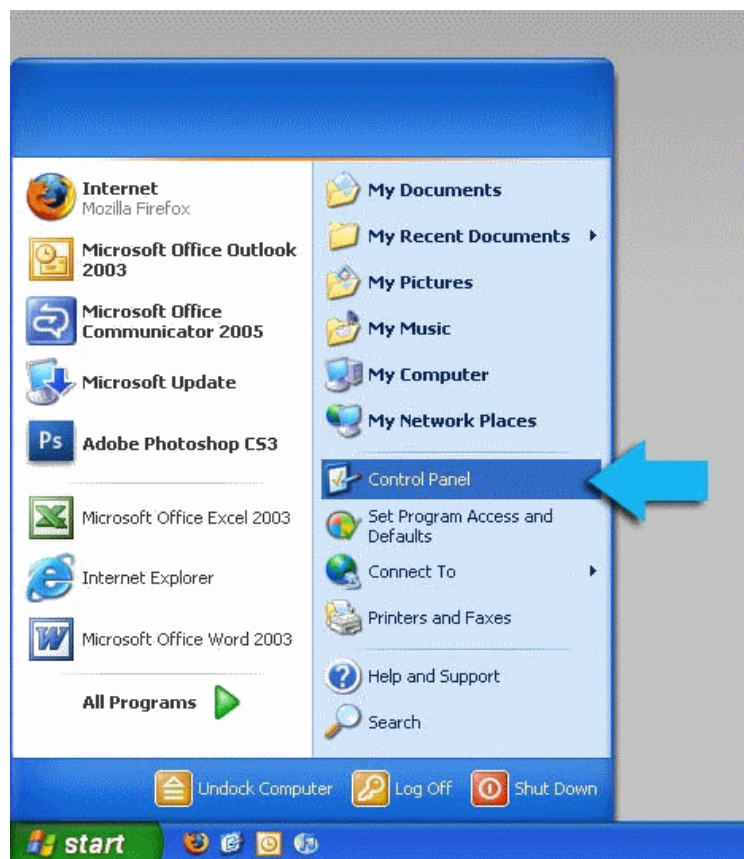 Internet
Mozilla Firefox
Microsoft Office Outlook
2003
Microsoft Office
Communicator 2005
Microsoft Update
Ps
Adobe Photoshop CS3
Microsoft Office Excel 2003
Internet Explorer
Microsoft Office Word 2003
All Programs
My Documents
My Recent Documents
My Pictures
My Music
My Computer
My Network Places
Control Panel
Set Program Access and
Defaults
Connect To
Printers and Faxes
Help and Support
Search
Undock Computer
Log Off
Shut Down
start